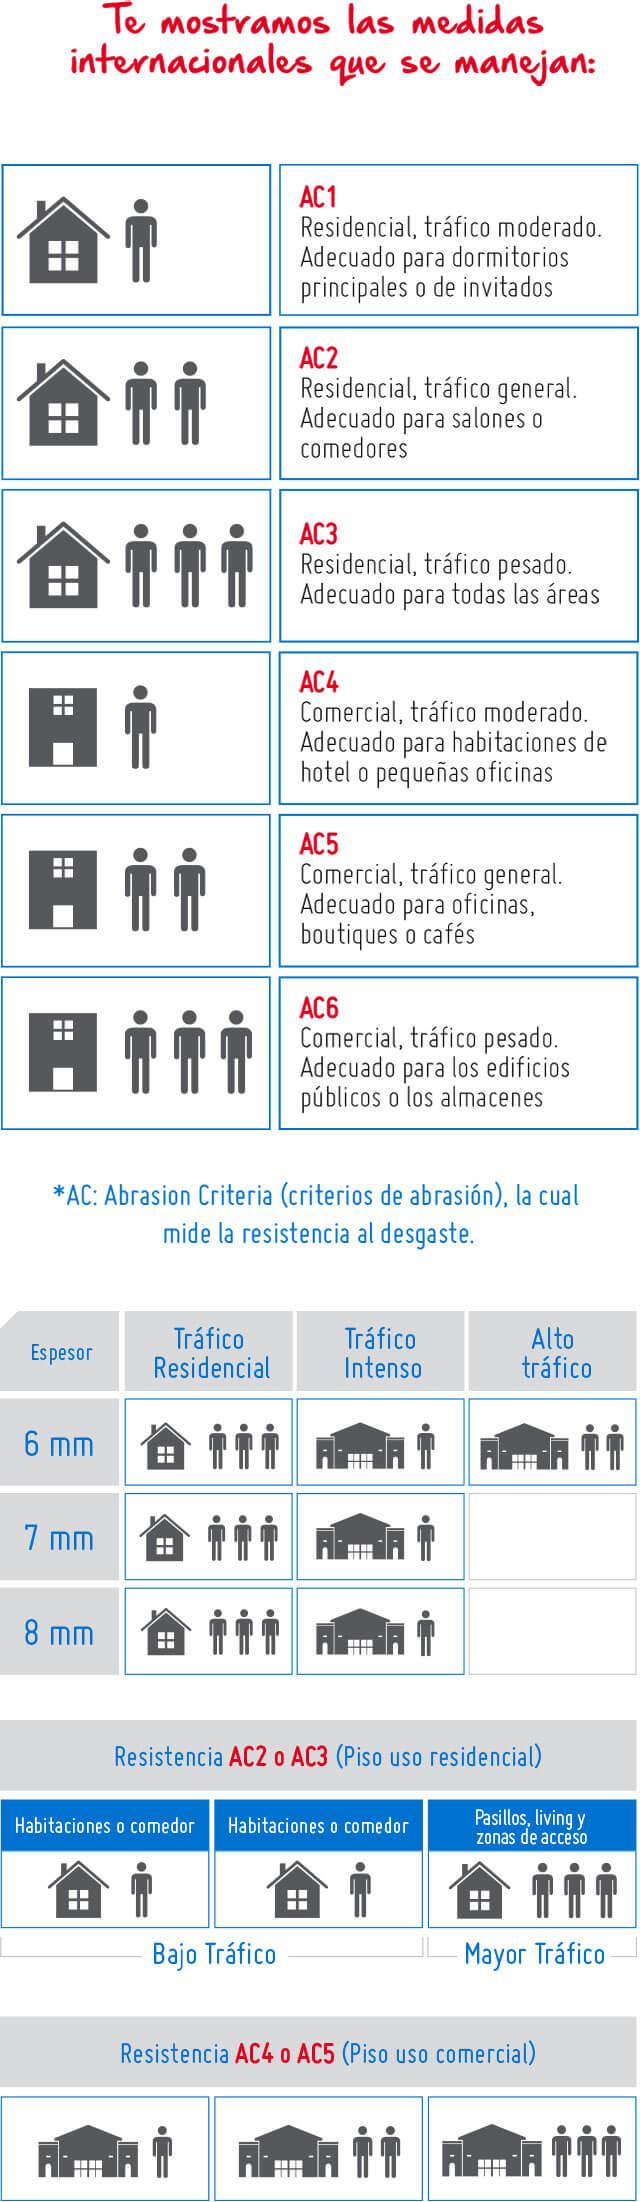 Te mostramos las medidas
internacionales que se manejan:
AC1
Residencial, tráfico moderado.
Adecuado para dormitorios
principales o de invitados
AC2
Residencial, tráfico general.
Adecuado para salones o
comedores
AC3
Residencial, tráfico pesado.
Adecuado para todas las áreas
AC4
Comercial, tráfico moderado.
Adecuado para habitaciones de
hotel o pequeñas oficinas
AC5
Comercial, tráfico general.
Adecuado para oficinas,
boutiques o cafés
AC6
Comercial, tráfico pesado.
Adecuado para los edificios
públicos o los almacenes
*AC: Abrasion Criteria (criterios de abrasión), la cual
mide la resistencia al desgaste.
Espesor
Tráfico
Residencial
Tráfico
Intenso
Alto
tráfico
6 mm
7 mm
8 mm
Resistencia AC2 o AC3 (Piso uso residencial)
Habitaciones o comedor
Habitaciones o comedor
Pasillos, living y
zonas de acceso
Bajo Tráfico
Mayor Tráfico
Resistencia AC4 o AC5 (Piso uso comercial)